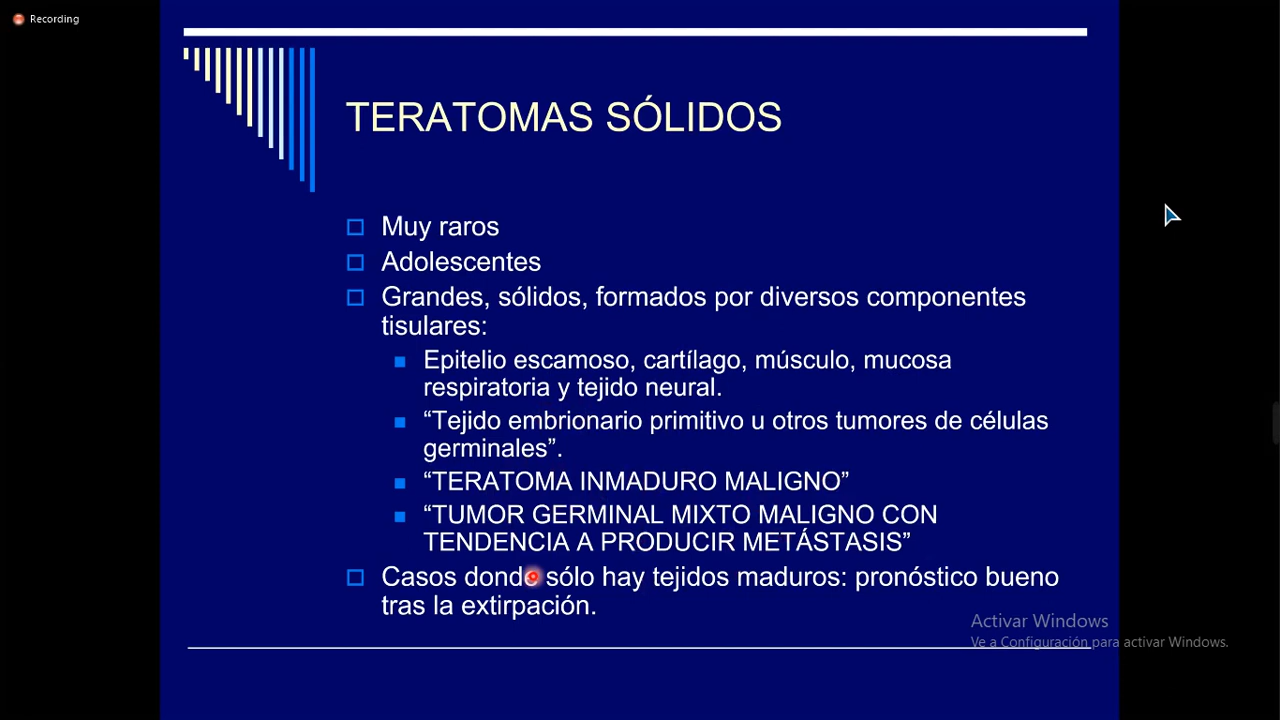 Recording
TERATOMAS SÓLIDOS
Muy raros
Adolescentes
Grandes, sólidos, formados por diversos componentes
tisulares:
Epitelio escamoso, cartílago, músculo, mucosa
respiratoria y tejido neural.
“Tejido embrionario primitivo u otros tumores de células
germinales”.
“TERATOMA INMADURO MALIGNO”
“TUMOR GERMINAL MIXTO MALIGNO CON
TENDENCIA A PRODUCIR METÁSTASIS”
Casos donde sólo hay tejidos maduros: pronóstico bueno
tras la extirpación.
Activar Windows
Ve a Configuración para activar Windows.